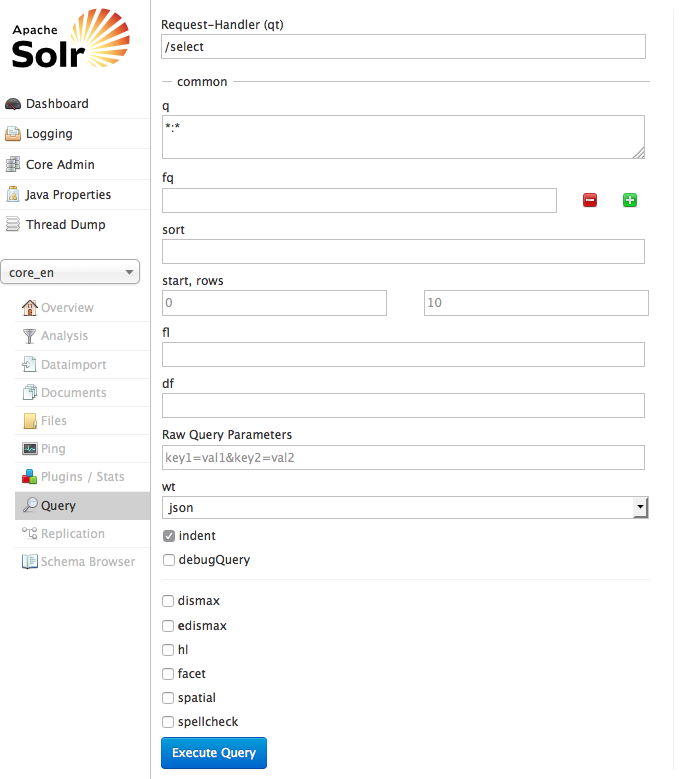 Apache
Solr
Dashboard
Logging
Core Admin
Java Properties
Thread Dump
core_en
Overview
Analysis
Dataimport
Documents
Files
Ping
Plugins / Stats
Query
Replication
Schema Browser
Request-Handler (qt)
/select
common
q
*:*
fq
sort
start, rows
0 10
fl
df
Raw Query Parameters
key1=val1&key2=val2
wt
json
indent
debugQuery
dismax
edismax
hl
facet
spatial
spellcheck
Execute Query